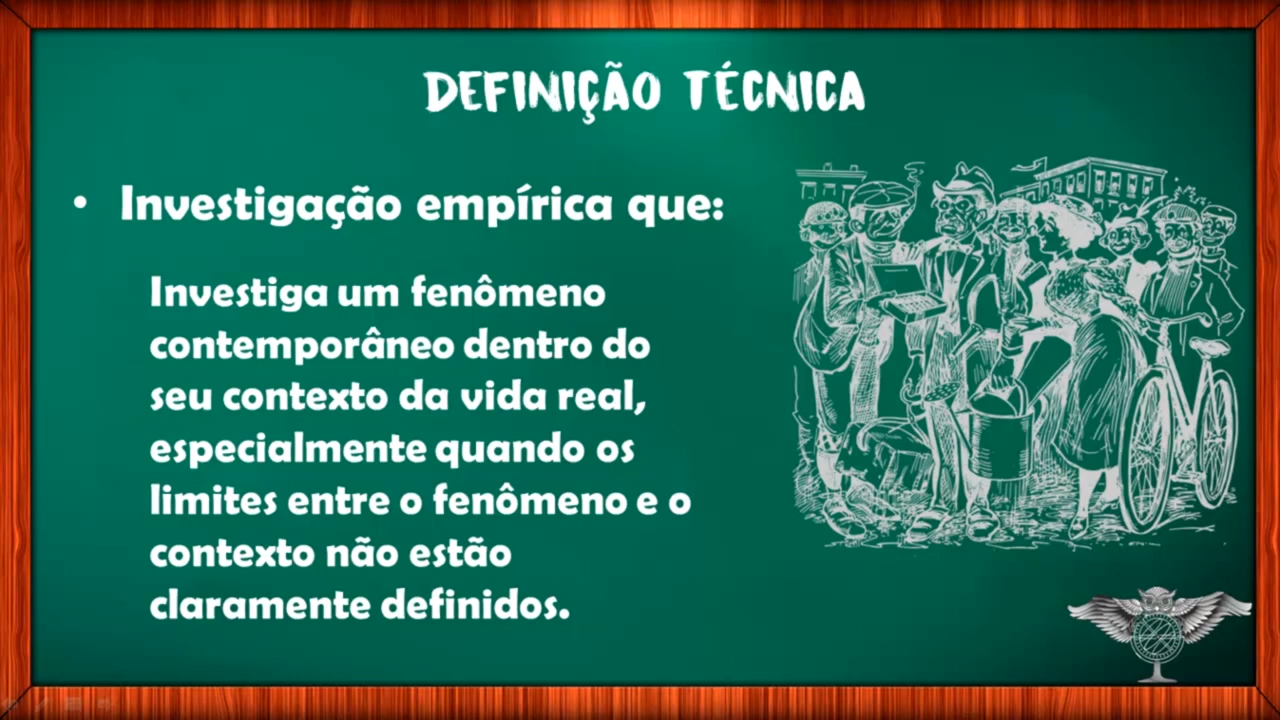 DEFINIÇÃO TÉCNICA
• Investigação empírica que:
Investiga um fenômeno
contemporâneo dentro do
seu contexto da vida real,
especialmente quando os
limites entre o fenômeno e o
contexto não estão
claramente definidos.